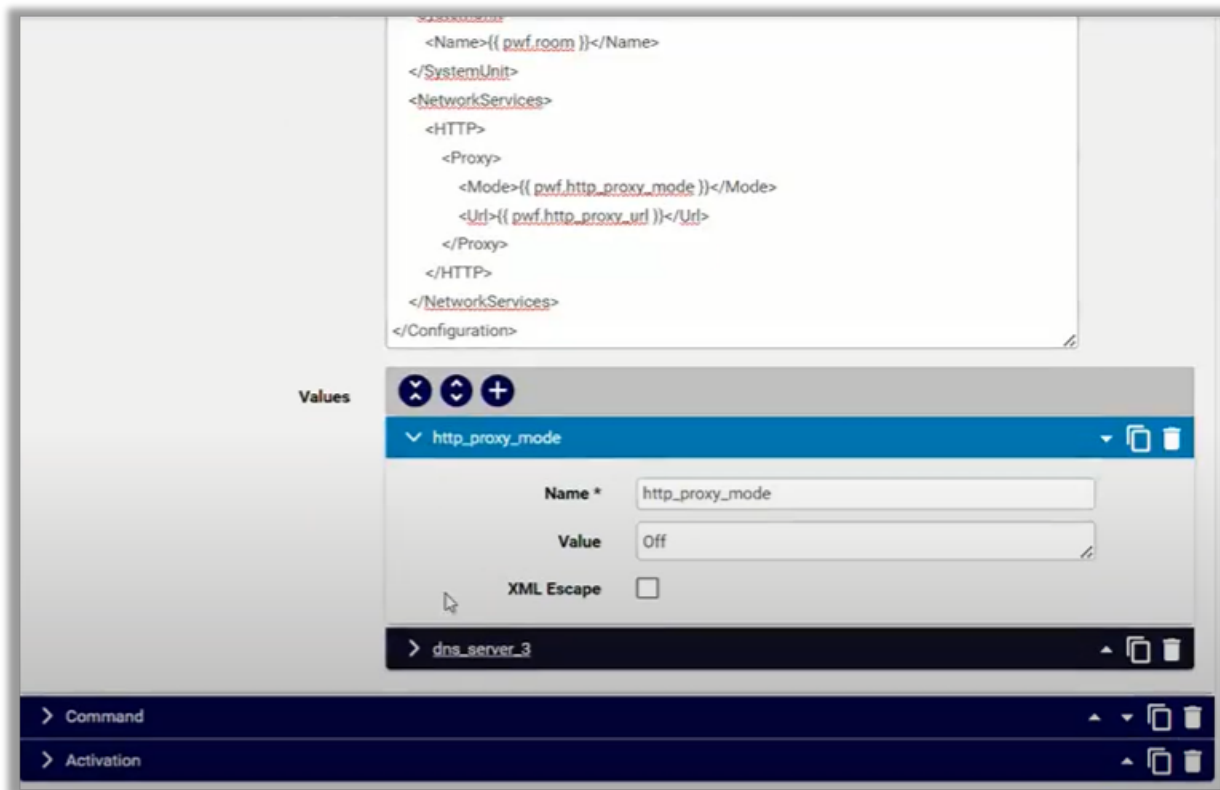 <Name>{{ pwf.room }}</Name>
</SystemUnit>
<NetworkServices>
<HTTP>
<Proxy>
<Mode>{{ pwf.http_proxy_mode }}</Mode>
<Url>{{ pwf.http_proxy_url }}</Url>
</Proxy>
</HTTP>
</NetworkServices>
</Configuration>
Values
http_proxy_mode
Name * http_proxy_mode
Value Off
XML Escape
dns_server_3
Command
Activation